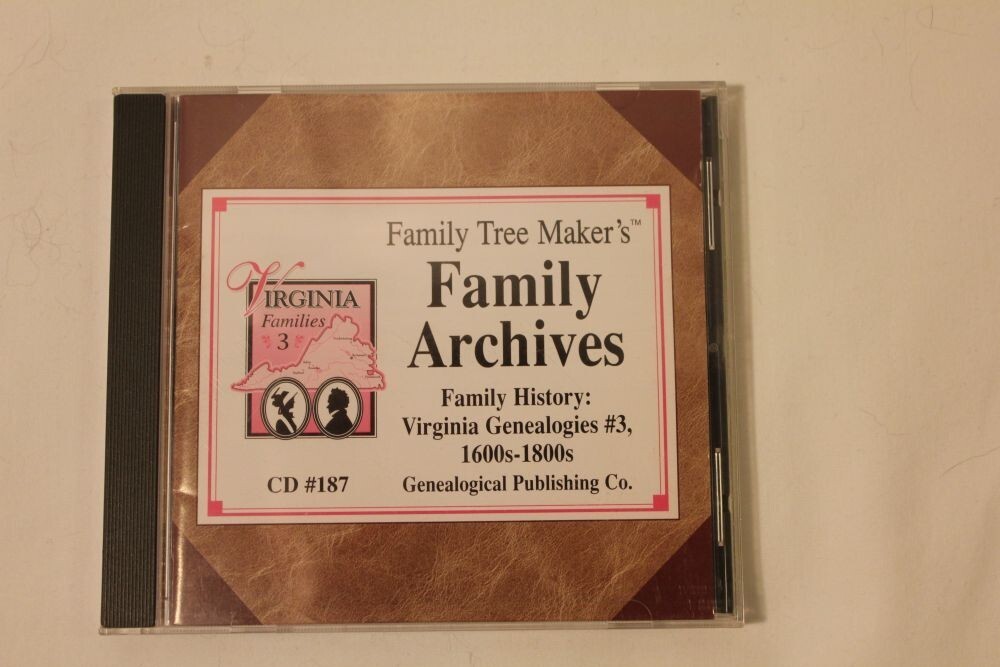 Family Tree Maker's™
Family
Archives
Family History:
Virginia Genealogies #3,
1600s-1800s
Genealogical Publishing Co.
VIRGINIA
Families
3
CD #187